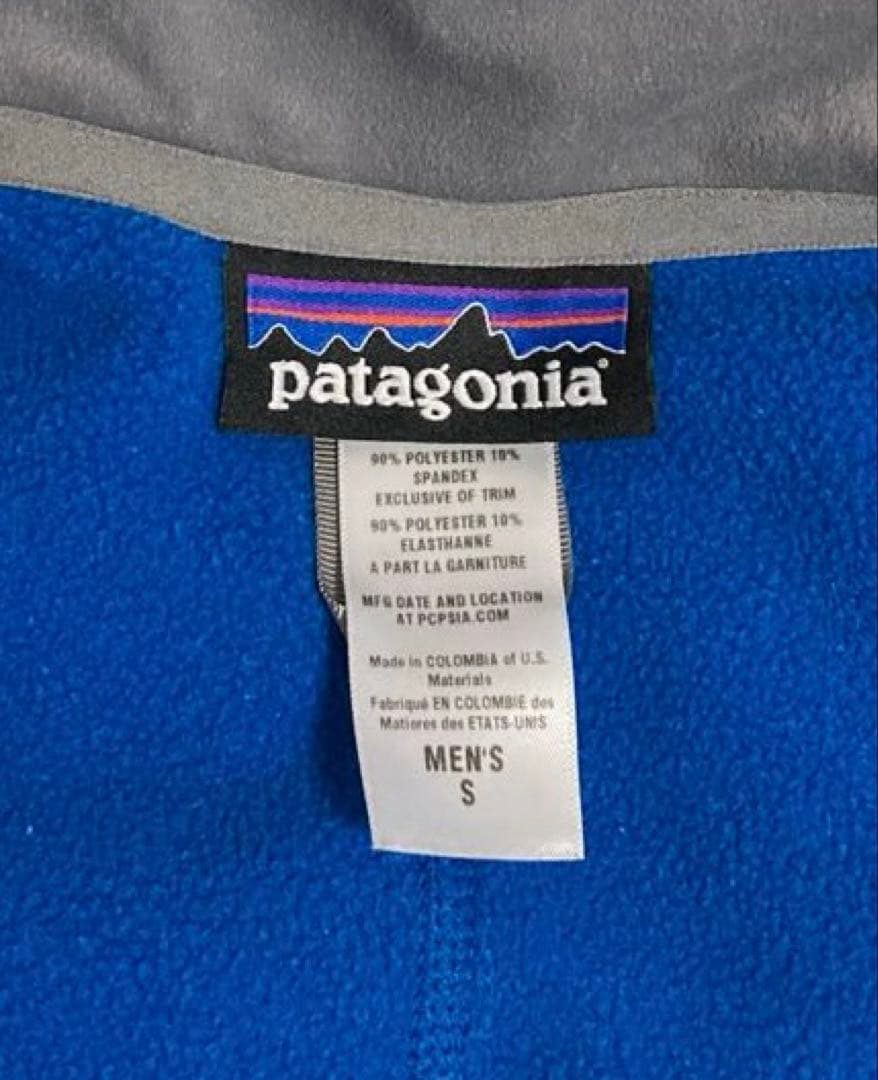 patagonia®
90% POLYESTER 10%
SPANDEX
EXCLUSIVE OF TRIM
90% POLYESTER 10%
ELASTHANNE
A PART LA GARNITURE
MFG DATE AND LOCATION
AT PCPSIA.COM
Made in COLOMBIA of U.S.
Materials
Fabriqué EN COLOMBIE des
Matieres des ETATS-UNIS
MEN'S
S